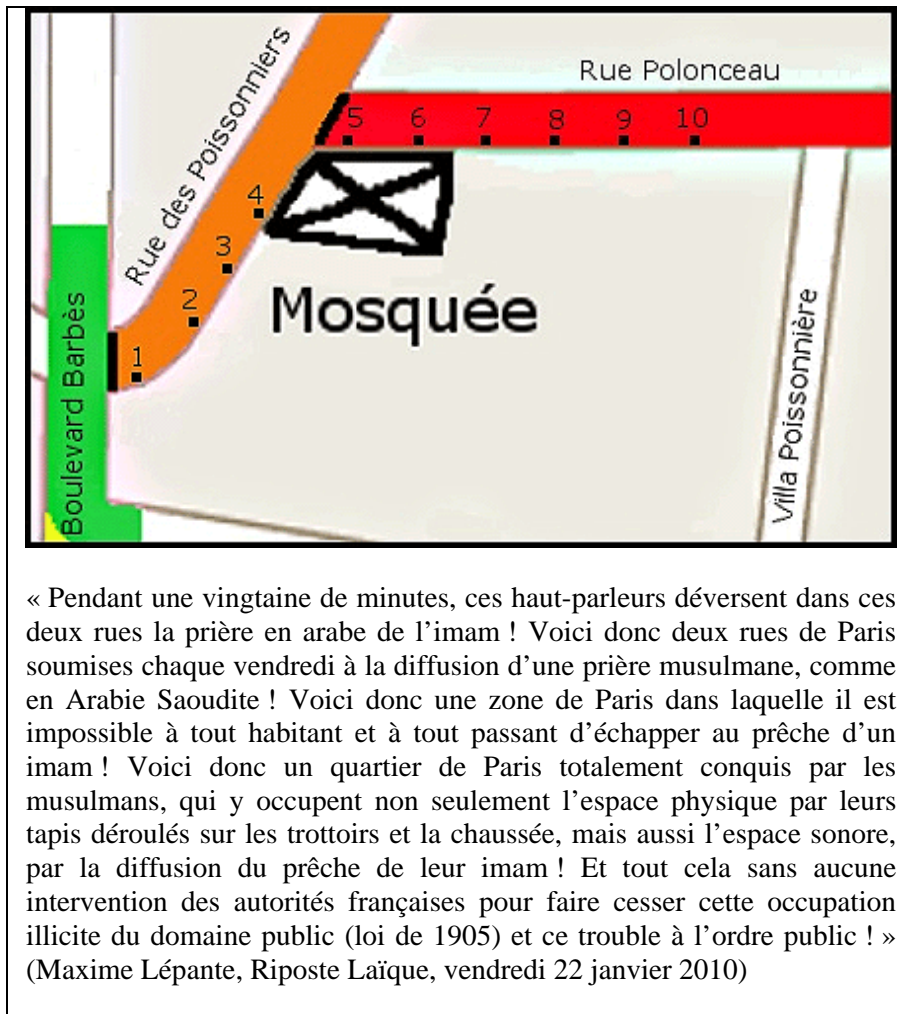 Rue Polonceau
Rue des Poissonniers
5 6 7 8 9 10
4
3
2
1
Mosquée
Boulevard Barbès
Villa Poissonnière
« Pendant une vingtaine de minutes, ces haut-parleurs déversent dans ces
deux rues la prière en arabe de l’imam ! Voici donc deux rues de Paris
soumises chaque vendredi à la diffusion d’une prière musulmane, comme
en Arabie Saoudite ! Voici donc une zone de Paris dans laquelle il est
impossible à tout habitant et à tout passant d’échapper au prêche d’un
imam ! Voici donc un quartier de Paris totalement conquis par les
musulmans, qui y occupent non seulement l’espace physique par leurs
tapis déroulés sur les trottoirs et la chaussée, mais aussi l’espace sonore,
par la diffusion du prêche de leur imam ! Et tout cela sans aucune
intervention des autorités françaises pour faire cesser cette occupation
illicite du domaine public (loi de 1905) et ce trouble à l’ordre public ! »
(Maxime Lépante, Riposte Laïque, vendredi 22 janvier 2010)